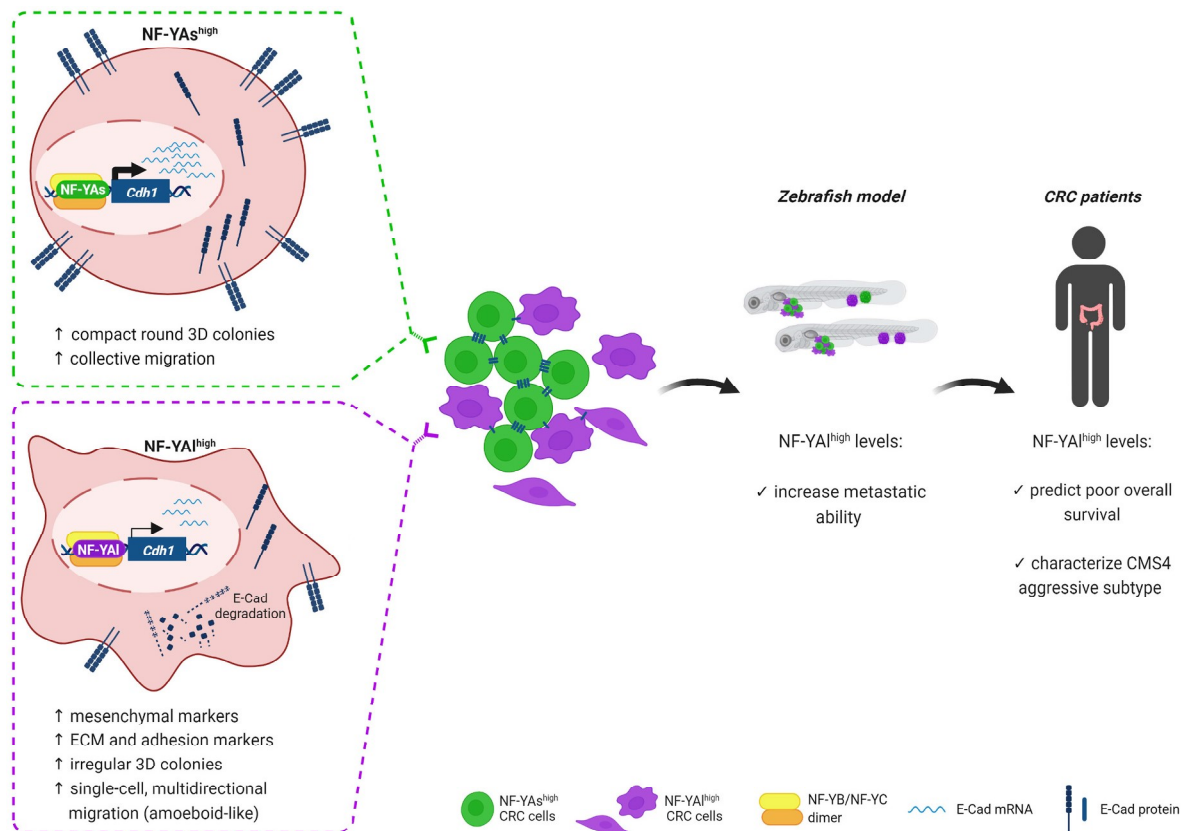 NF-YAs^high
NF-YAs
Cdh1
↑ compact round 3D colonies
↑ collective migration
NF-YAl^high
NF-YAl
Cdh1
E-Cad
degradation
↑ mesenchymal markers
↑ ECM and adhesion markers
↑ irregular 3D colonies
↑ single-cell, multidirectional
migration (amoeboid-like)
Zebrafish model
NF-YAl^high levels:
✓ increase metastatic
ability
CRC patients
NF-YAl^high levels:
✓ predict poor overall
survival
✓ characterize CMS4
aggressive subtype
NF-YAs^high
CRC cells
NF-YAl^high
CRC cells
NF-YB/NF-YC
dimer
E-Cad mRNA
E-Cad protein